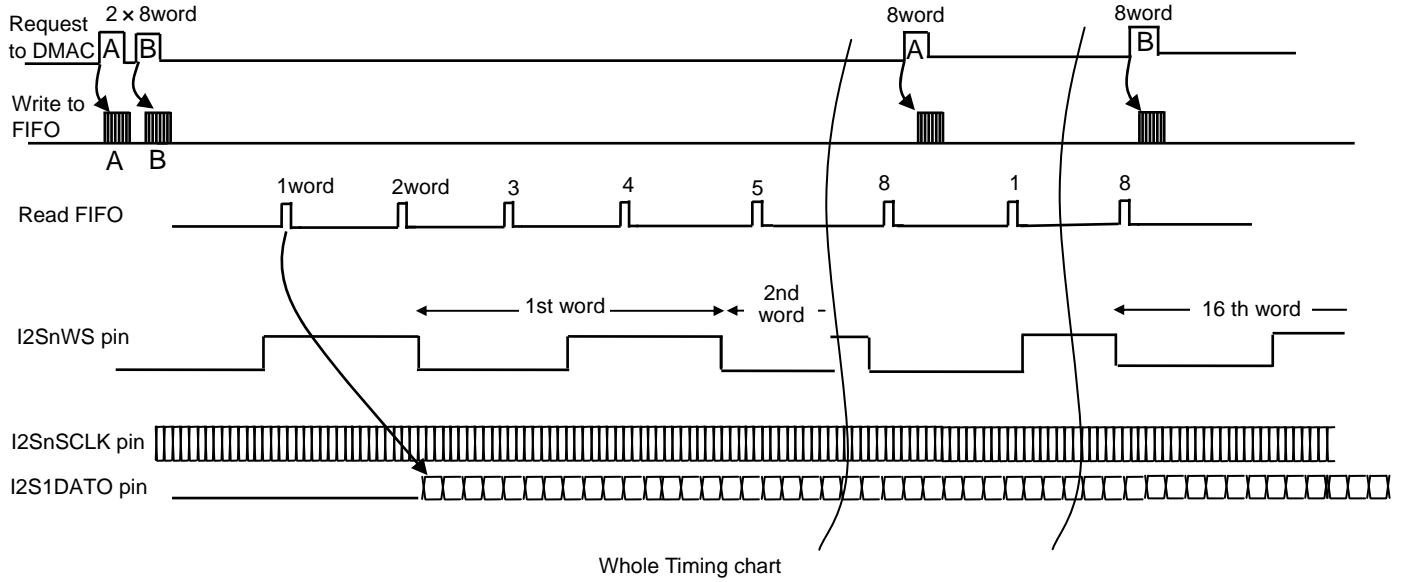 2 × 8word
8word
8word
Request
to DMAC
A
B
A
B
Write to
FIFO
A
B
Read FIFO
1word
2word
3
4
5
8
1
8
1st word
2nd
word
16 th word
I2SnWS pin
I2SnSCLK pin
I2S1DATO pin
Whole Timing chart